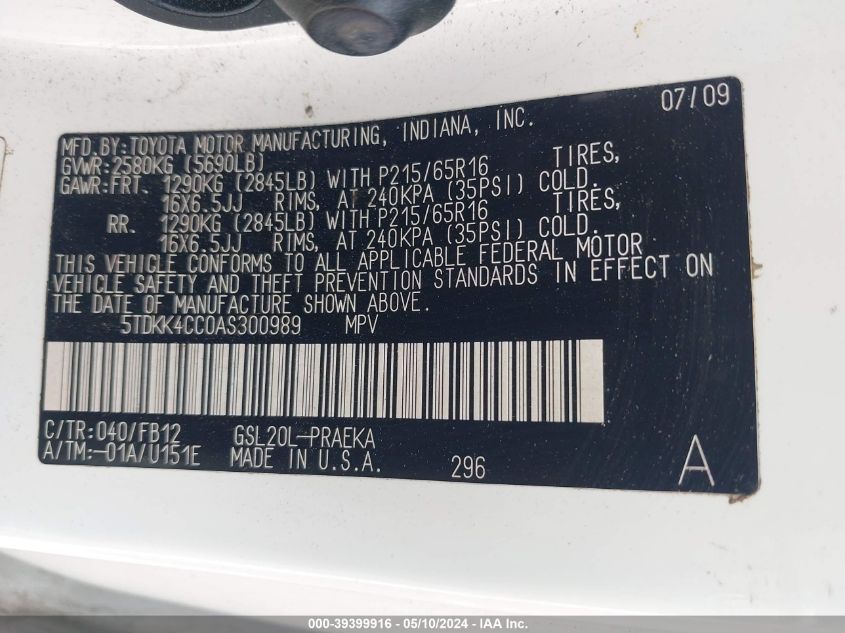 07/09
MFD. BY:TOYOTA MOTOR MANUFACTURING, INDIANA, INC.
GVWR:2580KG (5690LB)
GAWR:FRT. 1290KG (2845LB) WITH P215/65R16 TIRES,
16X6.5JJ RIMS, AT 240KPA (35PSI) COLD.
RR. 1290KG (2845LB) WITH P215/65R16 TIRES,
16X6.5JJ RIMS, AT 240KPA (35PSI) COLD.
THIS VEHICLE CONFORMS TO ALL APPLICABLE FEDERAL MOTOR
VEHICLE SAFETY AND THEFT PREVENTION STANDARDS IN EFFECT ON
THE DATE OF MANUFACTURE SHOWN ABOVE.
5TDKK4CC0AS300989 MPV
C/TR:040/FB12 GSL20L-PRAEKA
A/TM:-01A/U151E MADE IN U.S.A. 296 A
000-39399916 - 05/10/2024 - IAA Inc.